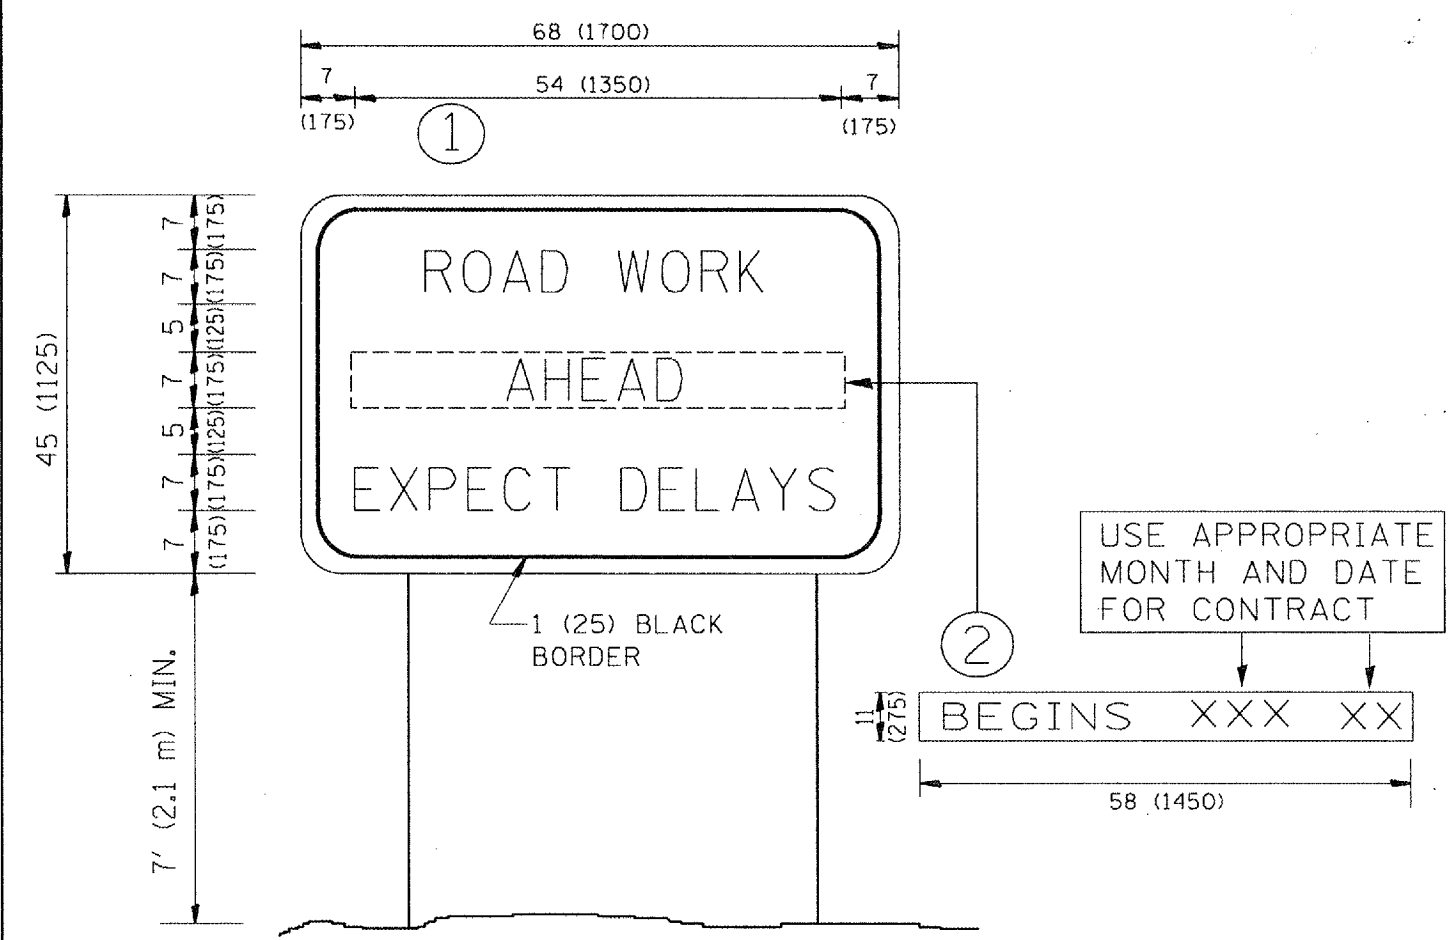 68 (1700)
7 54 (1350) 7
(175) (175)
1
7 (175)
7 (175)
5 (125)
7 (175)
5 (125)
7 (175)
7 (175)
45 (1125)
ROAD WORK
AHEAD
EXPECT DELAYS
1 (25) BLACK
BORDER
7' (2.1 m) MIN.
2
USE APPROPRIATE
MONTH AND DATE
FOR CONTRACT
11
(275)
BEGINS XXX XX
58 (1450)